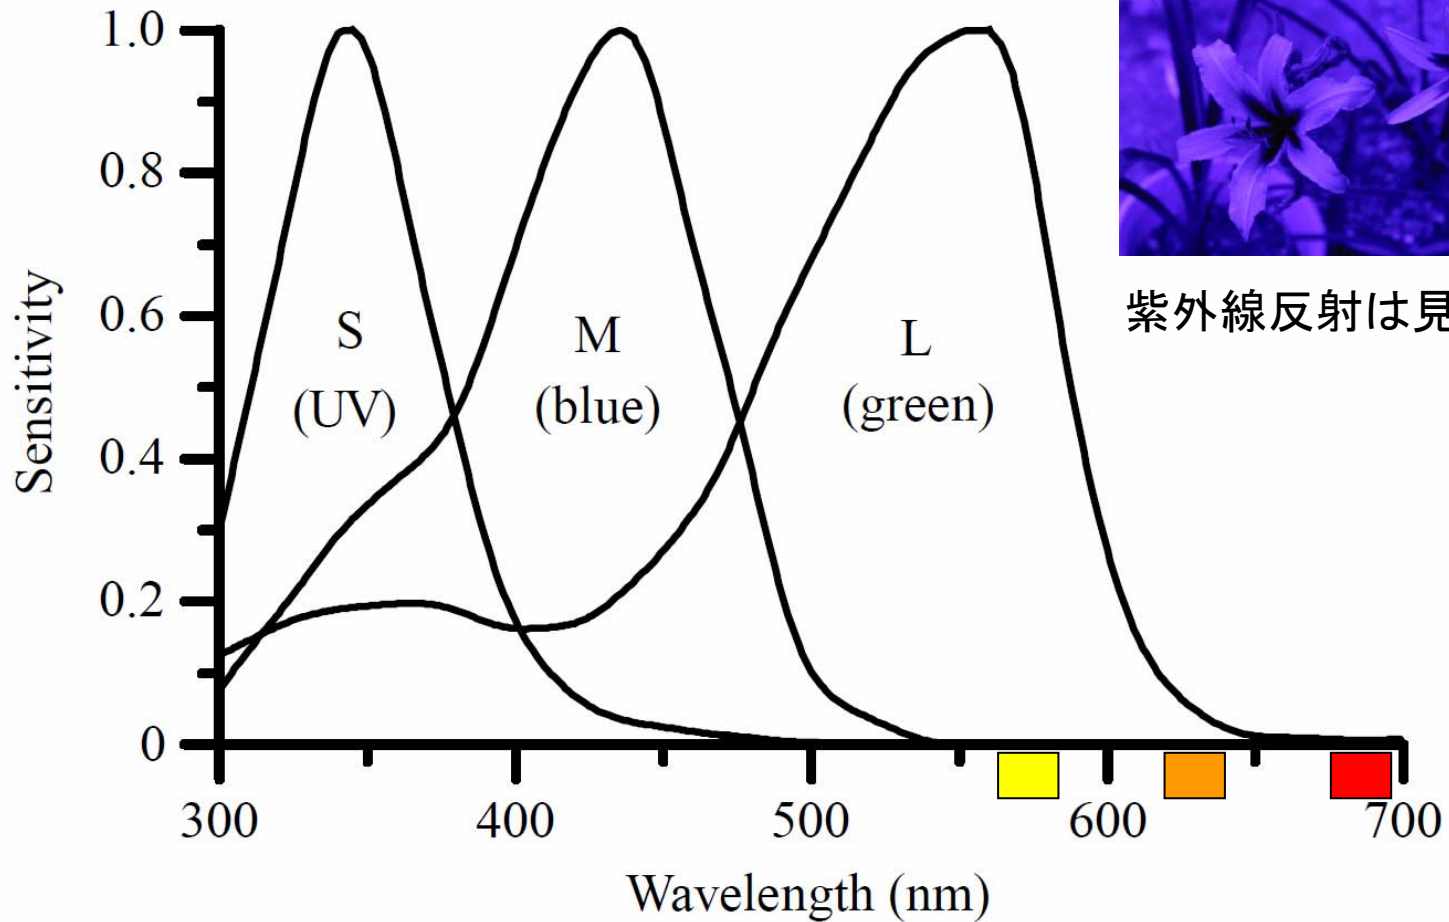 1.0
0.8
0.6
0.4
0.2
0
Sensitivity
S
(UV)
M
(blue)
L
(green)
紫外線反射は見
300 400 500 600 700
Wavelength (nm)